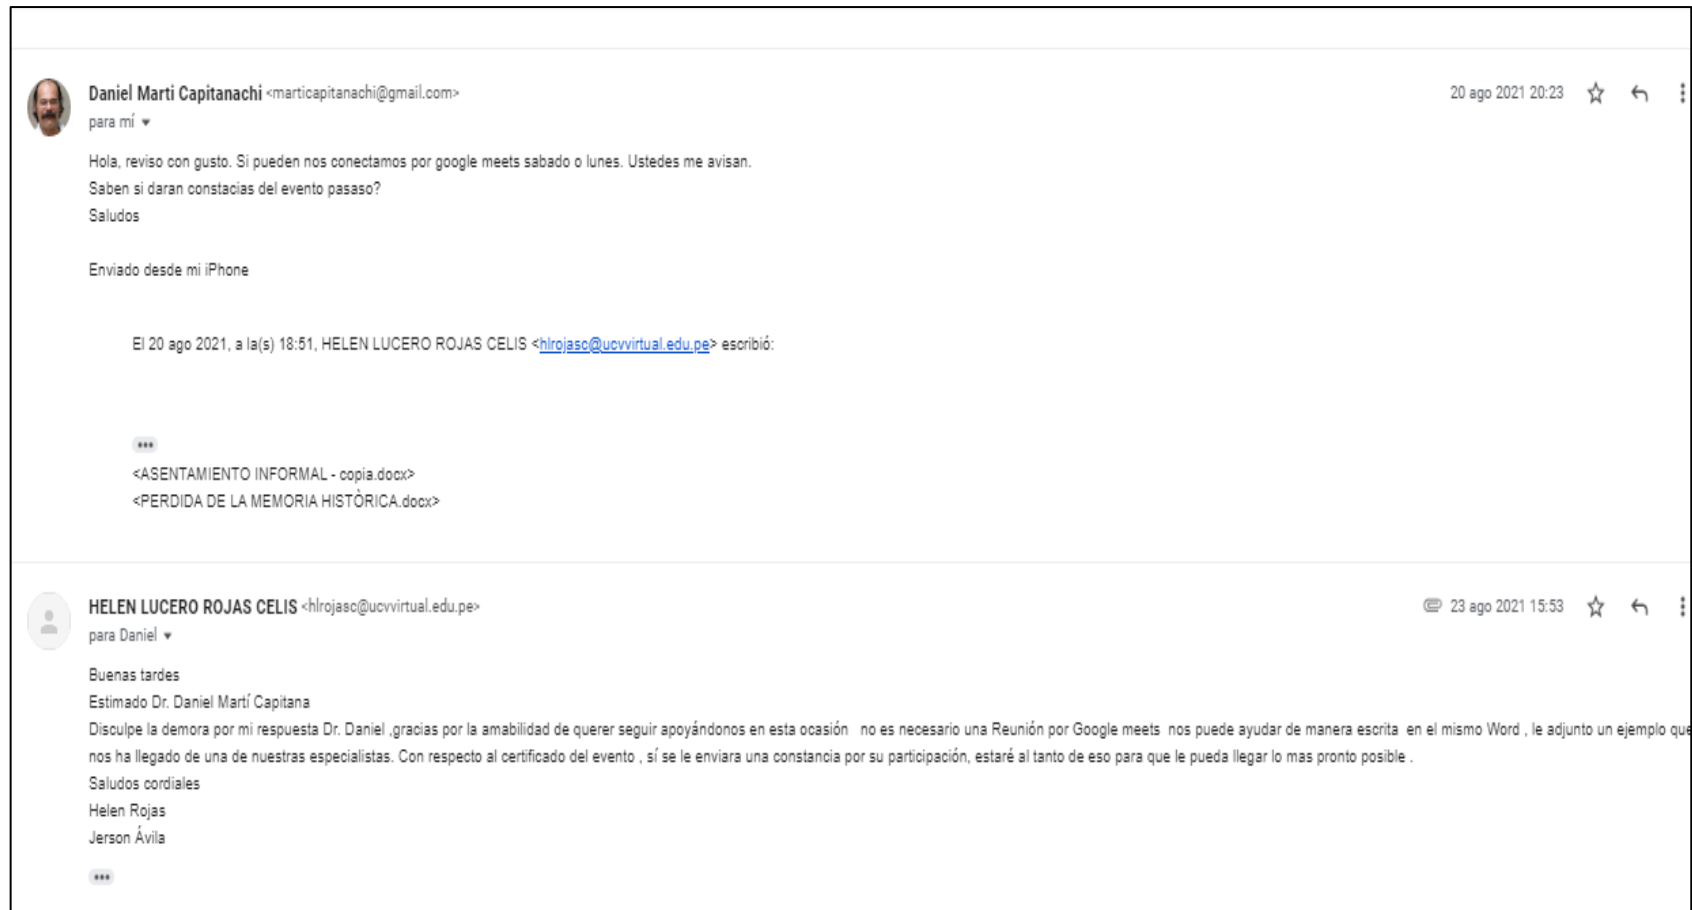 Daniel Marti Capitanachi <marticapitanachi@gmail.com>
20 ago 2021 20:23
para mí
Hola, reviso con gusto. Si pueden nos conectamos por google meets sabado o lunes. Ustedes me avisan.
Saben si daran constacias del evento pasaso?
Saludos
Enviado desde mi iPhone
El 20 ago 2021, a la(s) 18:51, HELEN LUCERO ROJAS CELIS <hlrojasc@ucvvirtual.edu.pe> escribió:
<ASENTAMIENTO INFORMAL - copia.docx>
<PERDIDA DE LA MEMORIA HISTÒRICA.docx>
HELEN LUCERO ROJAS CELIS <hlrojasc@ucvvirtual.edu.pe>
23 ago 2021 15:53
para Daniel
Buenas tardes
Estimado Dr. Daniel Martí Capitana
Disculpe la demora por mi respuesta Dr. Daniel ,gracias por la amabilidad de querer seguir apoyándonos en esta ocasión no es necesario una Reunión por Google meets nos puede ayudar de manera escrita en el mismo Word , le adjunto un ejemplo que
nos ha llegado de una de nuestras especialistas. Con respecto al certificado del evento , sí se le enviara una constancia por su participación, estaré al tanto de eso para que le pueda llegar lo mas pronto posible .
Saludos cordiales
Helen Rojas
Jerson Ávila